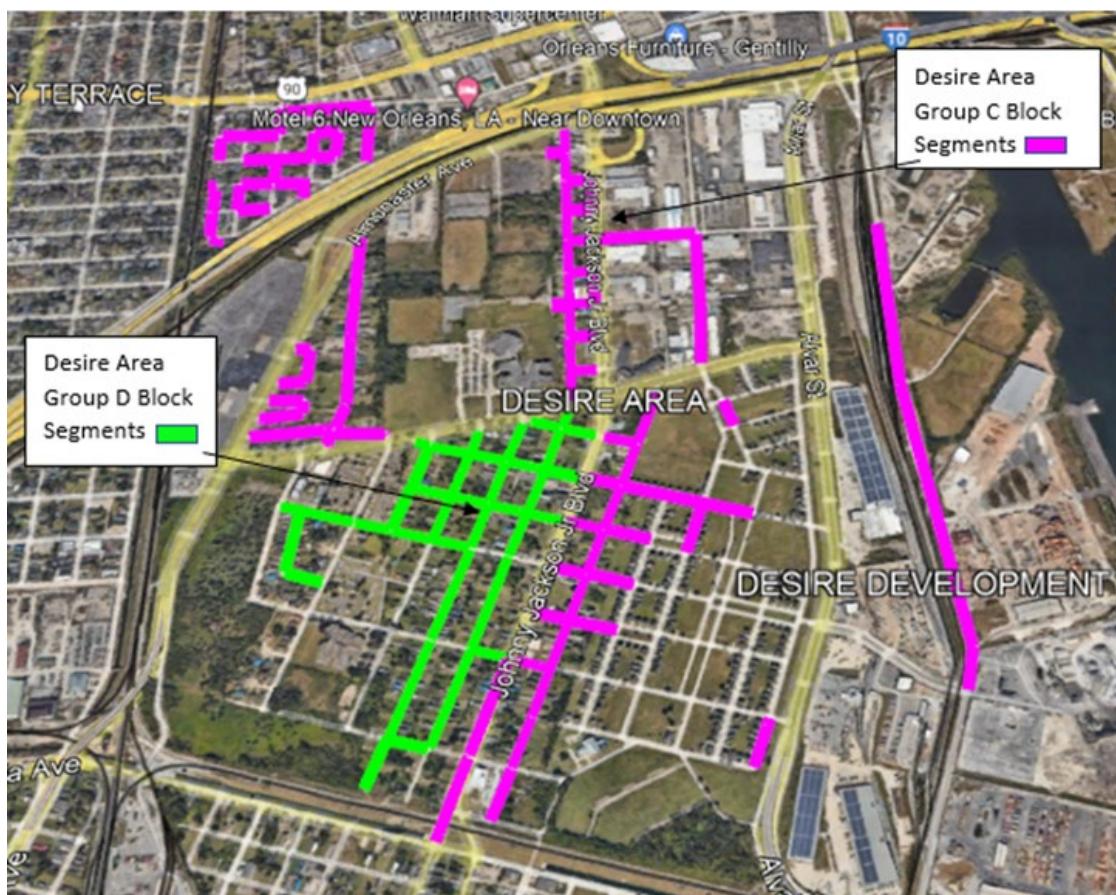 Walmart Supercenter
Orleans Furniture - Gentilly
10
Y TERRACE
90
Motel 6 New Orleans, LA - Near Downtown
Desire Area
Group C Block
Segments
Almonaster Ave
Johnny Jackson Jr Blvd
Alvar St
Alvar St
Desire Area
Group D Block
Segments
DESIRE AREA
Johnny Jackson Jr Blvd
DESIRE DEVELOPMENT
a Ave